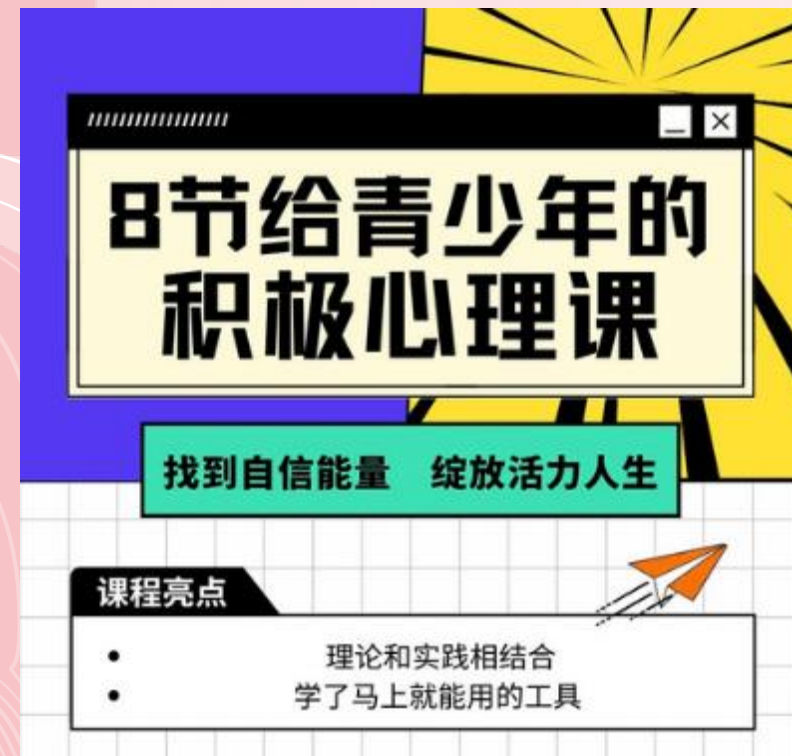 8节给青少年的
积极心理课
找到自信能量 绽放活力人生
课程亮点
• 理论和实践相结合
• 学了马上就能用的工具